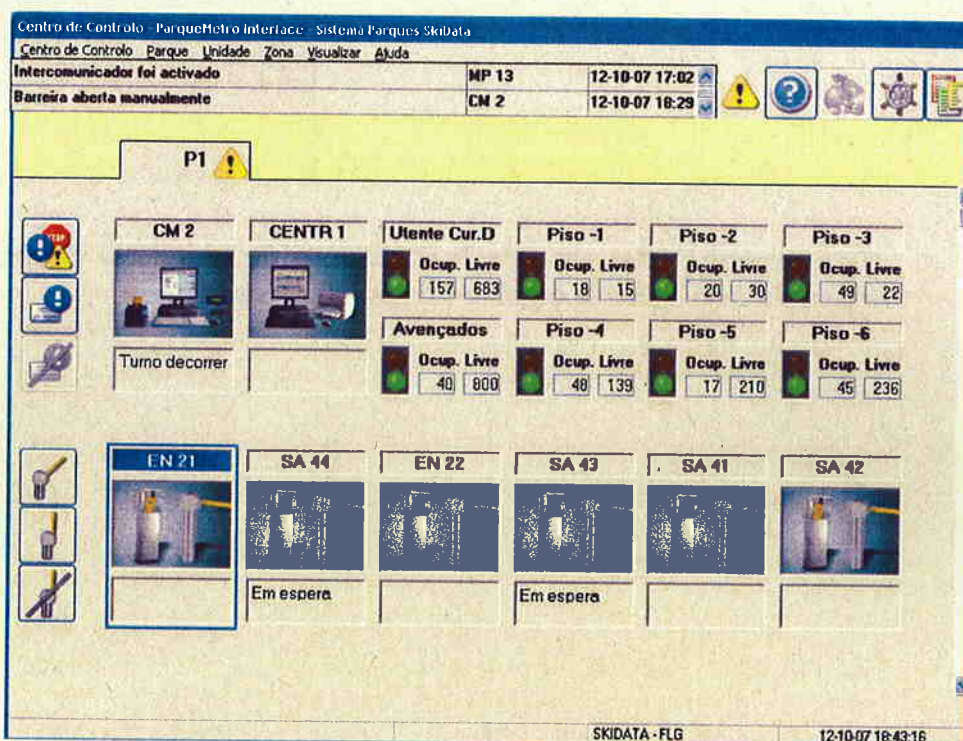 Centro de Controlo - ParqueMetro Interface - Sistema Parques SkiData
Centro de Controlo Parque Unidade Zona Visualizar Ajuda
Intercomunicador foi activado MP 13 12-10-07 17:02
Barreira aberta manualmente CM 2 12-10-07 18:29
P1
CM 2 CENTR 1 Utente Cur.D Piso -1 Piso -2 Piso -3
Ocup. Livre Ocup. Livre Ocup. Livre Ocup. Livre
157 683 18 15 20 30 49 22
Avençados Piso -4 Piso -5 Piso -6
Turno decorrer Ocup. Livre Ocup. Livre Ocup. Livre Ocup. Livre
40 800 48 139 17 210 45 236
EN 21 SA 44 EN 22 SA 43 SA 41 SA 42
Em espera Em espera
SKIDATA - FLG 12-10-07 18:43:16